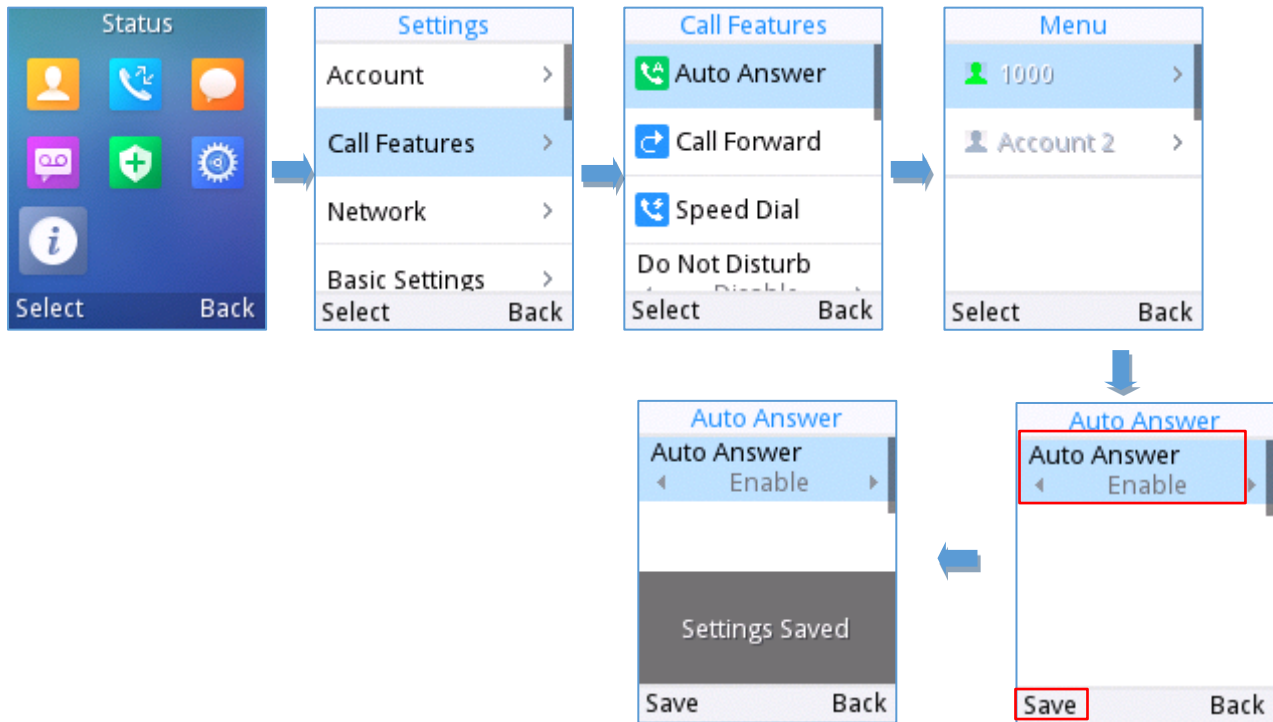 Status
Select Back
Settings
Account
Call Features
Network
Basic Settings
Select Back
Call Features
Auto Answer
Call Forward
Speed Dial
Do Not Disturb
Disable
Select Back
Menu
1000
Account 2
Select Back
Auto Answer
Auto Answer
Enable
Save Back
Auto Answer
Auto Answer
Enable
Settings Saved
Save Back